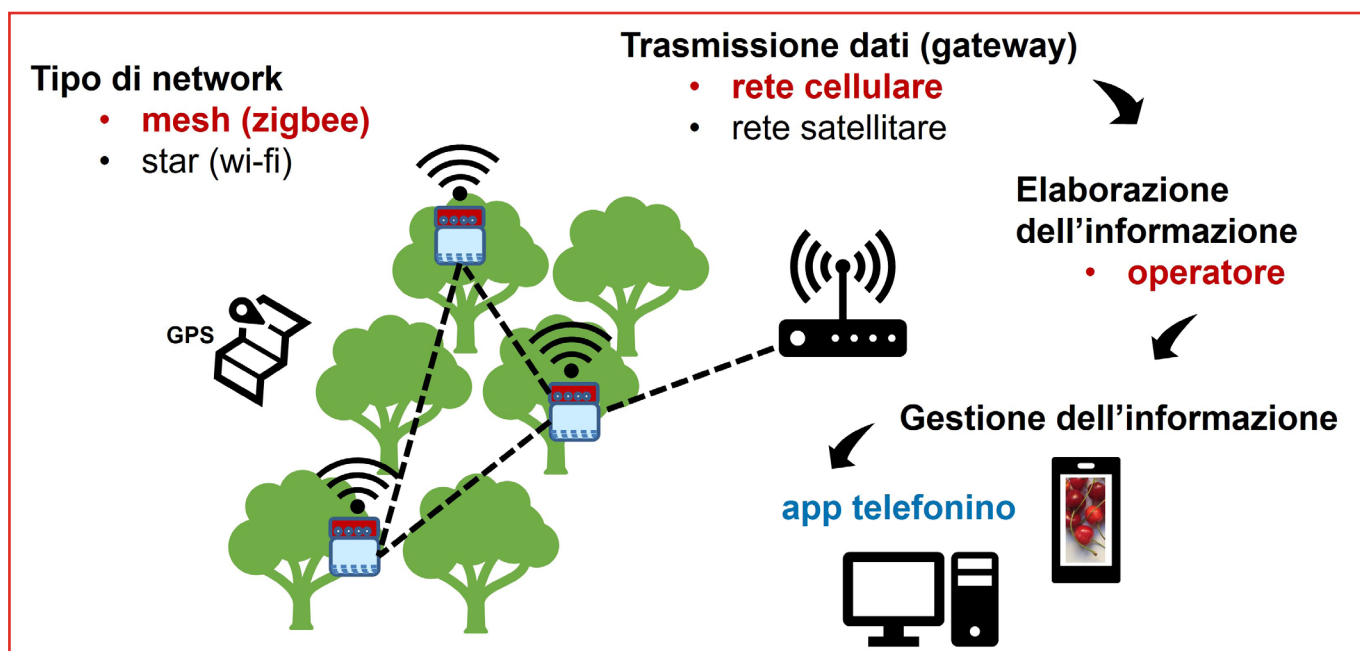 Tipo di network
• mesh (zigbee)
• star (wi-fi)
Trasmissione dati (gateway)
• rete cellulare
• rete satellitare
Elaborazione
dell’informazione
• operatore
GPS
Gestione dell’informazione
app telefonino